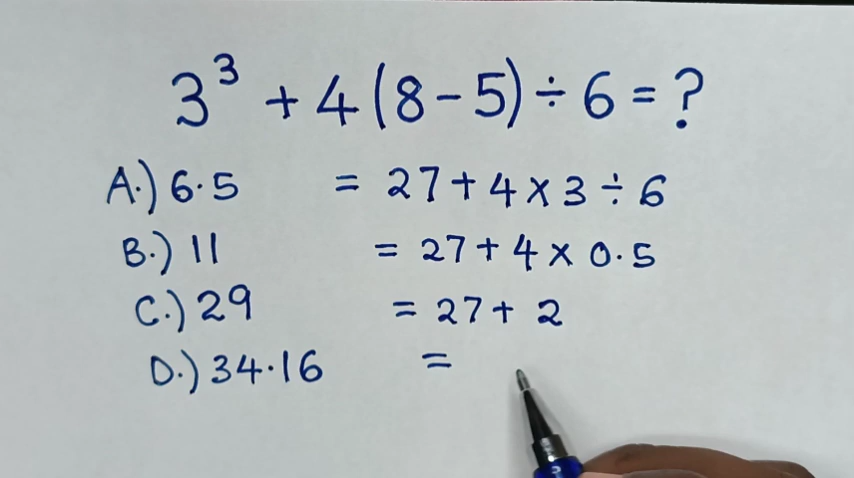 3³ + 4(8-5) ÷ 6 = ?
A.) 6.5 = 27 + 4 × 3 ÷ 6
B.) 11 = 27 + 4 × 0.5
C.) 29 = 27 + 2
D.) 34.16 =